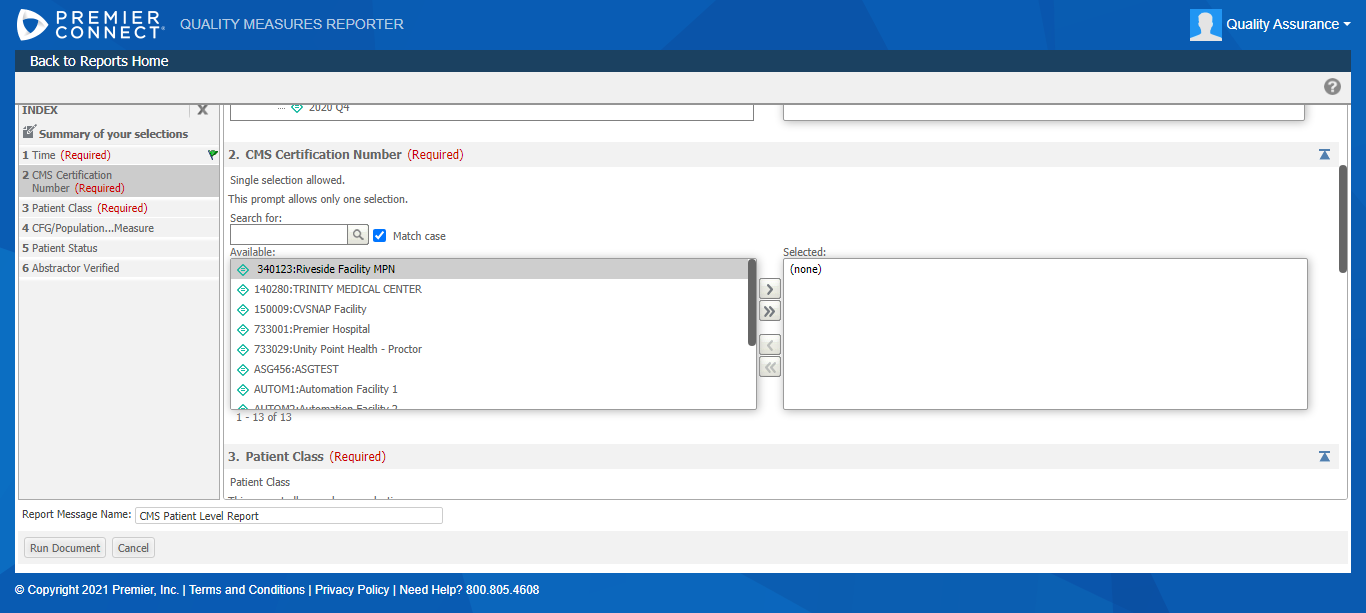 PREMIER CONNECT® QUALITY MEASURES REPORTER
Quality Assurance
Back to Reports Home
INDEX X
Summary of your selections
1 Time (Required)
2 CMS Certification
Number (Required)
3 Patient Class (Required)
4 CFG/Population...Measure
5 Patient Status
6 Abstractor Verified
2020 Q4
2. CMS Certification Number (Required)
Single selection allowed.
This prompt allows only one selection.
Search for:
Match case
Available:
340123:Riveside Facility MPN
140280:TRINITY MEDICAL CENTER
150009:CVSNAP Facility
733001:Premier Hospital
733029:Unity Point Health - Proctor
ASG456:ASGTEST
AUTOM1:Automation Facility 1
AUTOM2:Automation Facility 2
1 - 13 of 13
Selected:
(none)
3. Patient Class (Required)
Patient Class
Report Message Name: CMS Patient Level Report
Run Document Cancel
© Copyright 2021 Premier, Inc. | Terms and Conditions | Privacy Policy | Need Help? 800.805.4608